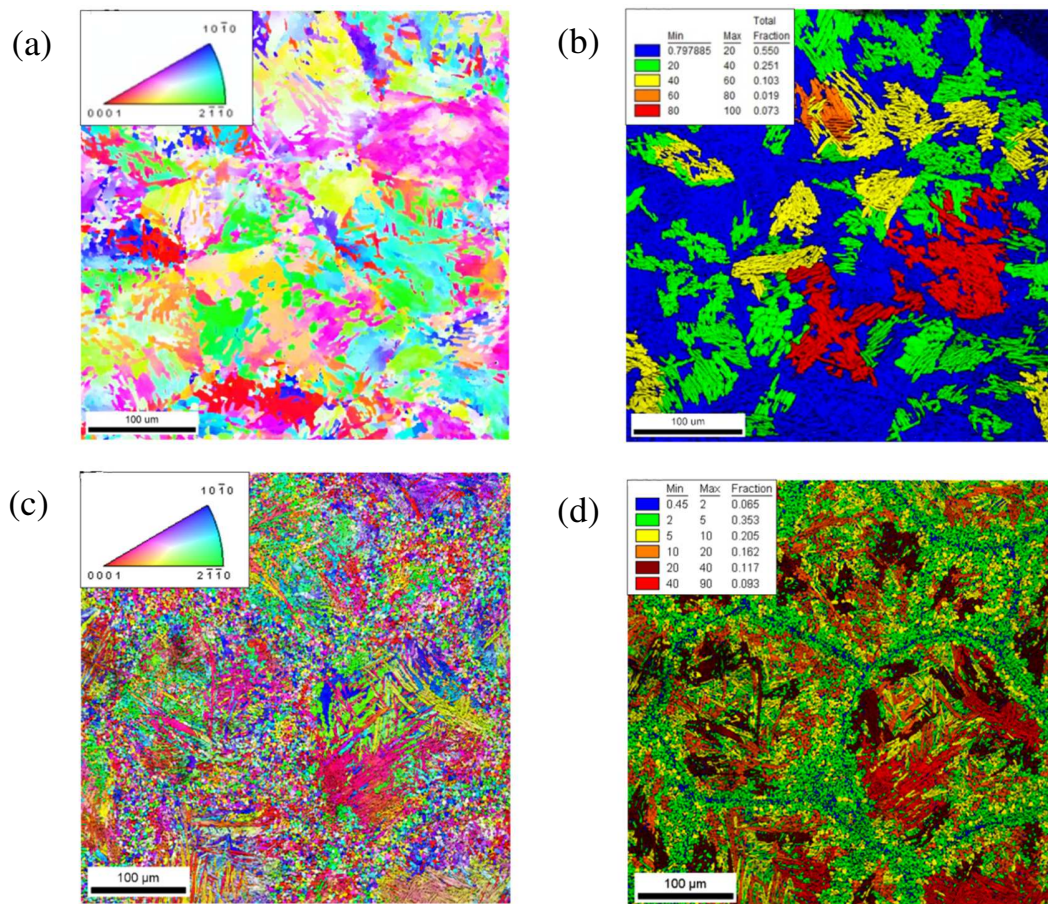 (a)
10 1̄ 0
0001
2 1̄ 1̄ 0
100 um
(b)
Total
Min Max Fraction
0.797885 20 0.550
20 40 0.251
40 60 0.103
60 80 0.019
80 100 0.073
100 um
(c)
10 1̄ 0
0001
2 1̄ 1̄ 0
100 µm
(d)
Min Max Fraction
0.45 2 0.065
2 5 0.353
5 10 0.205
10 20 0.162
20 40 0.117
40 90 0.093
100 µm